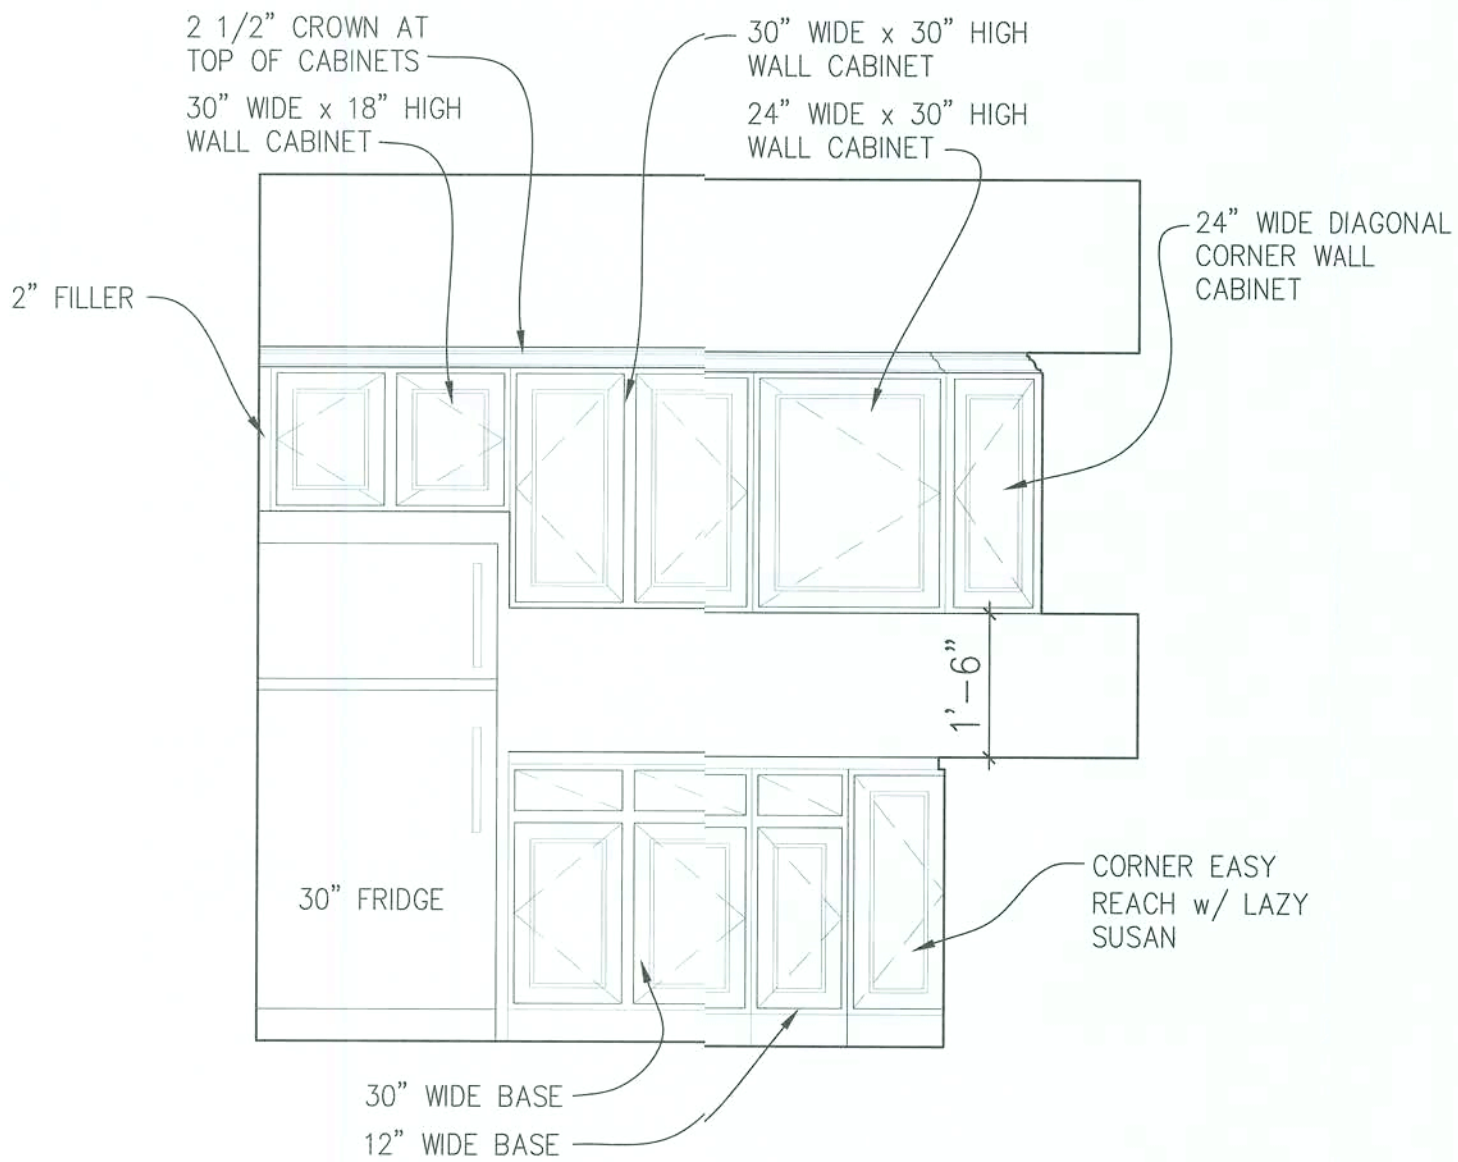 2 1/2" CROWN AT
TOP OF CABINETS
30" WIDE x 18" HIGH
WALL CABINET
30" WIDE x 30" HIGH
WALL CABINET
24" WIDE x 30" HIGH
WALL CABINET
24" WIDE DIAGONAL
CORNER WALL
CABINET
2" FILLER
1'-6"
30" FRIDGE
CORNER EASY
REACH w/ LAZY
SUSAN
30" WIDE BASE
12" WIDE BASE